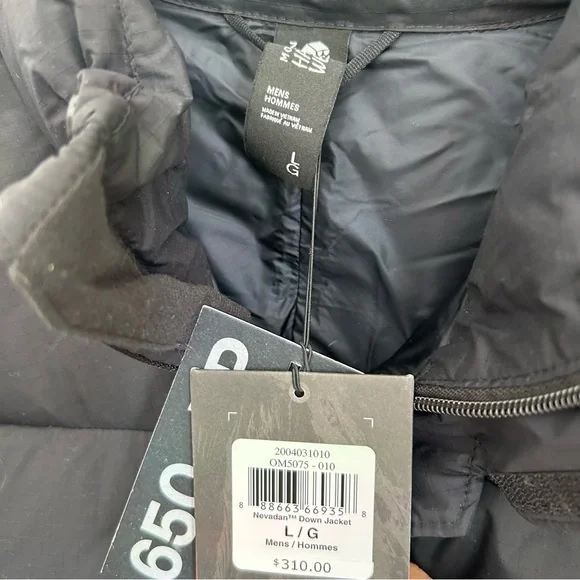 MENS
HOMMES
MADE IN VIETNAM
FABRIQUÉ AU VIETNAM
L
G
650
2004031010
OM5075 - 010
8 88663 66935 8
Nevadan™ Down Jacket
L / G
Mens / Hommes
$310.00